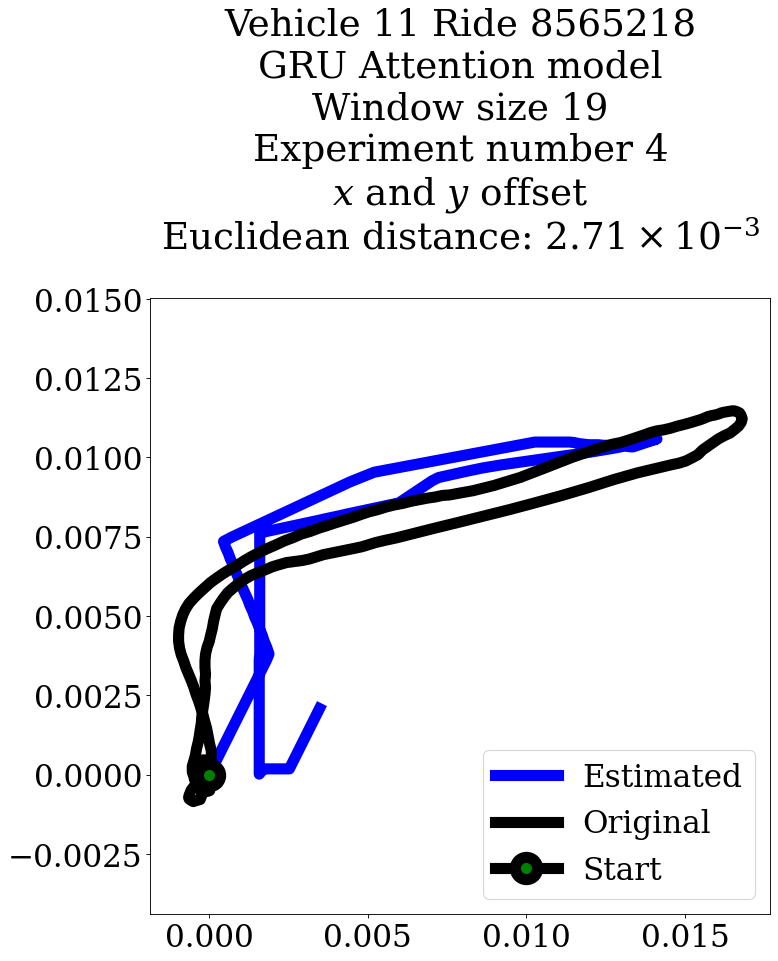 Vehicle 11 Ride 8565218
GRU Attention model
Window size 19
Experiment number 4
x and y offset
Euclidean distance: 2.71 × 10⁻³
0.0150
0.0125
0.0100
0.0075
0.0050
0.0025
0.0000
−0.0025
Estimated
Original
Start
0.000 0.005 0.010 0.015